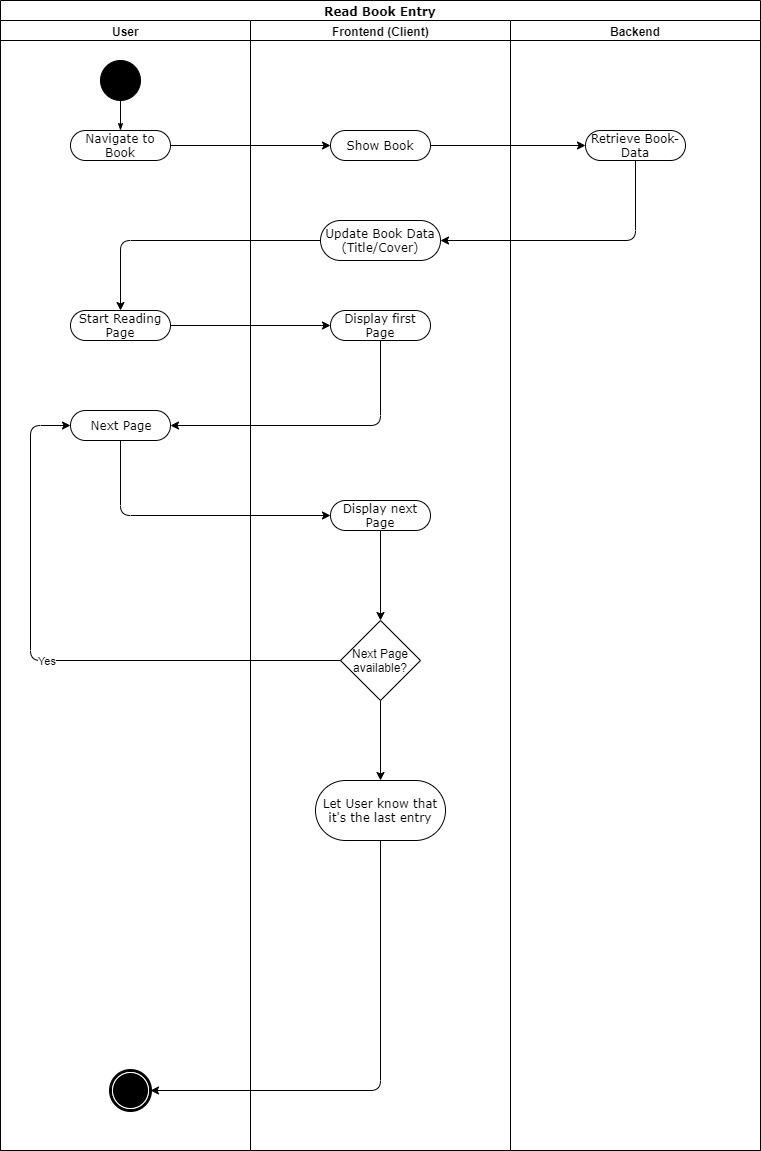 Read Book Entry
User
Frontend (Client)
Backend
Navigate to
Book
Show Book
Retrieve Book-
Data
Update Book Data
(Title/Cover)
Start Reading
Page
Display first
Page
Next Page
Display next
Page
Next Page
available?
Yes
Let User know that
it's the last entry